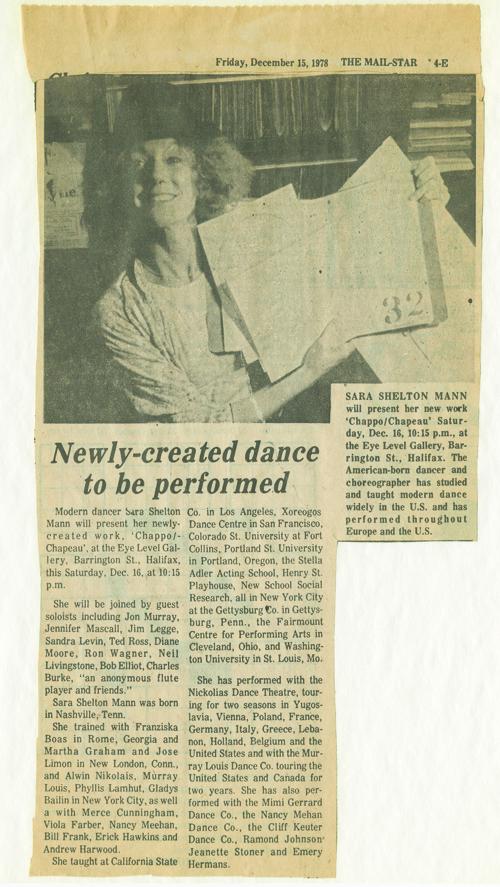 Friday, December 15, 1978 THE MAIL-STAR 4-E
32
SARA SHELTON MANN
will present her new work
'Chappo/Chapeau' Satur-
day, Dec. 16, 10:15 p.m., at
the Eye Level Gallery, Bar-
rington St., Halifax. The
American-born dancer and
choreographer has studied
and taught modern dance
widely in the U.S. and has
performed throughout
Europe and the U.S.
Newly-created dance
to be performed
Modern dancer Sara Shelton
Mann will present her newly-
created work, 'Chappo/-
Chapeau', at the Eye Level Gal-
lery, Barrington St., Halifax,
this Saturday, Dec. 16, at 10:15
p.m.
She will be joined by guest
soloists including Jon Murray,
Jennifer Mascall, Jim Legge,
Sandra Levin, Ted Ross, Diane
Moore, Ron Wagner, Neil
Livingstone, Bob Elliot, Charles
Burke, "an anonymous flute
player and friends."
Sara Shelton Mann was born
in Nashville, Tenn.
She trained with Franziska
Boas in Rome, Georgia and
Martha Graham and Jose
Limon in New London, Conn.,
and Alwin Nikolais, Murray
Louis, Phyllis Lamhut, Gladys
Bailin in New York City, as well
a with Merce Cunningham,
Viola Farber, Nancy Meehan,
Bill Frank, Erick Hawkins and
Andrew Harwood.
She taught at California State
Co. in Los Angeles, Xoreogos
Dance Centre in San Francisco,
Colorado St. University at Fort
Collins, Portland St. University
in Portland, Oregon, the Stella
Adler Acting School, Henry St.
Playhouse, New School Social
Research, all in New York City
at the Gettysburg Co. in Gettys-
burg, Penn., the Fairmount
Centre for Performing Arts in
Cleveland, Ohio, and Washing-
ton University in St. Louis, Mo.
She has performed with the
Nickolias Dance Theatre, tour-
ing for two seasons in Yugos-
lavia, Vienna, Poland, France,
Germany, Italy, Greece, Leba-
non, Holland, Belgium and the
United States and with the Mur-
ray Louis Dance Co. touring the
United States and Canada for
two years. She has also per-
formed with the Mimi Gerrard
Dance Co., the Nancy Mehan
Dance Co., the Cliff Keuter
Dance Co., Ramond Johnson
Jeanette Stoner and Emery
Hermans.